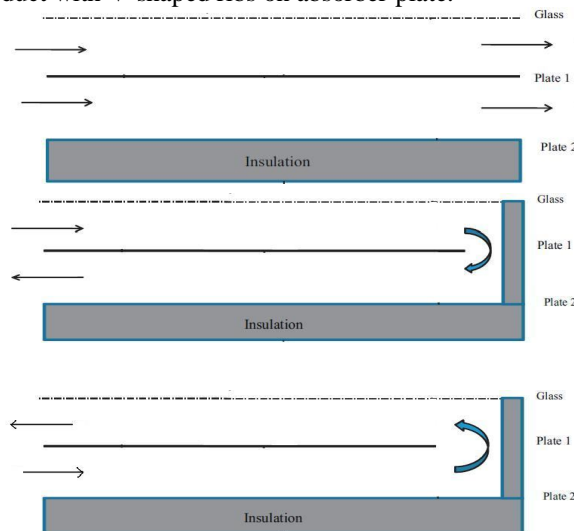 duct with V-shaped ribs on absorber plate.
Glass
Plate 1
Plate 2
Insulation
Glass
Plate 1
Plate 2
Insulation
Glass
Plate 1
Plate 2
Insulation